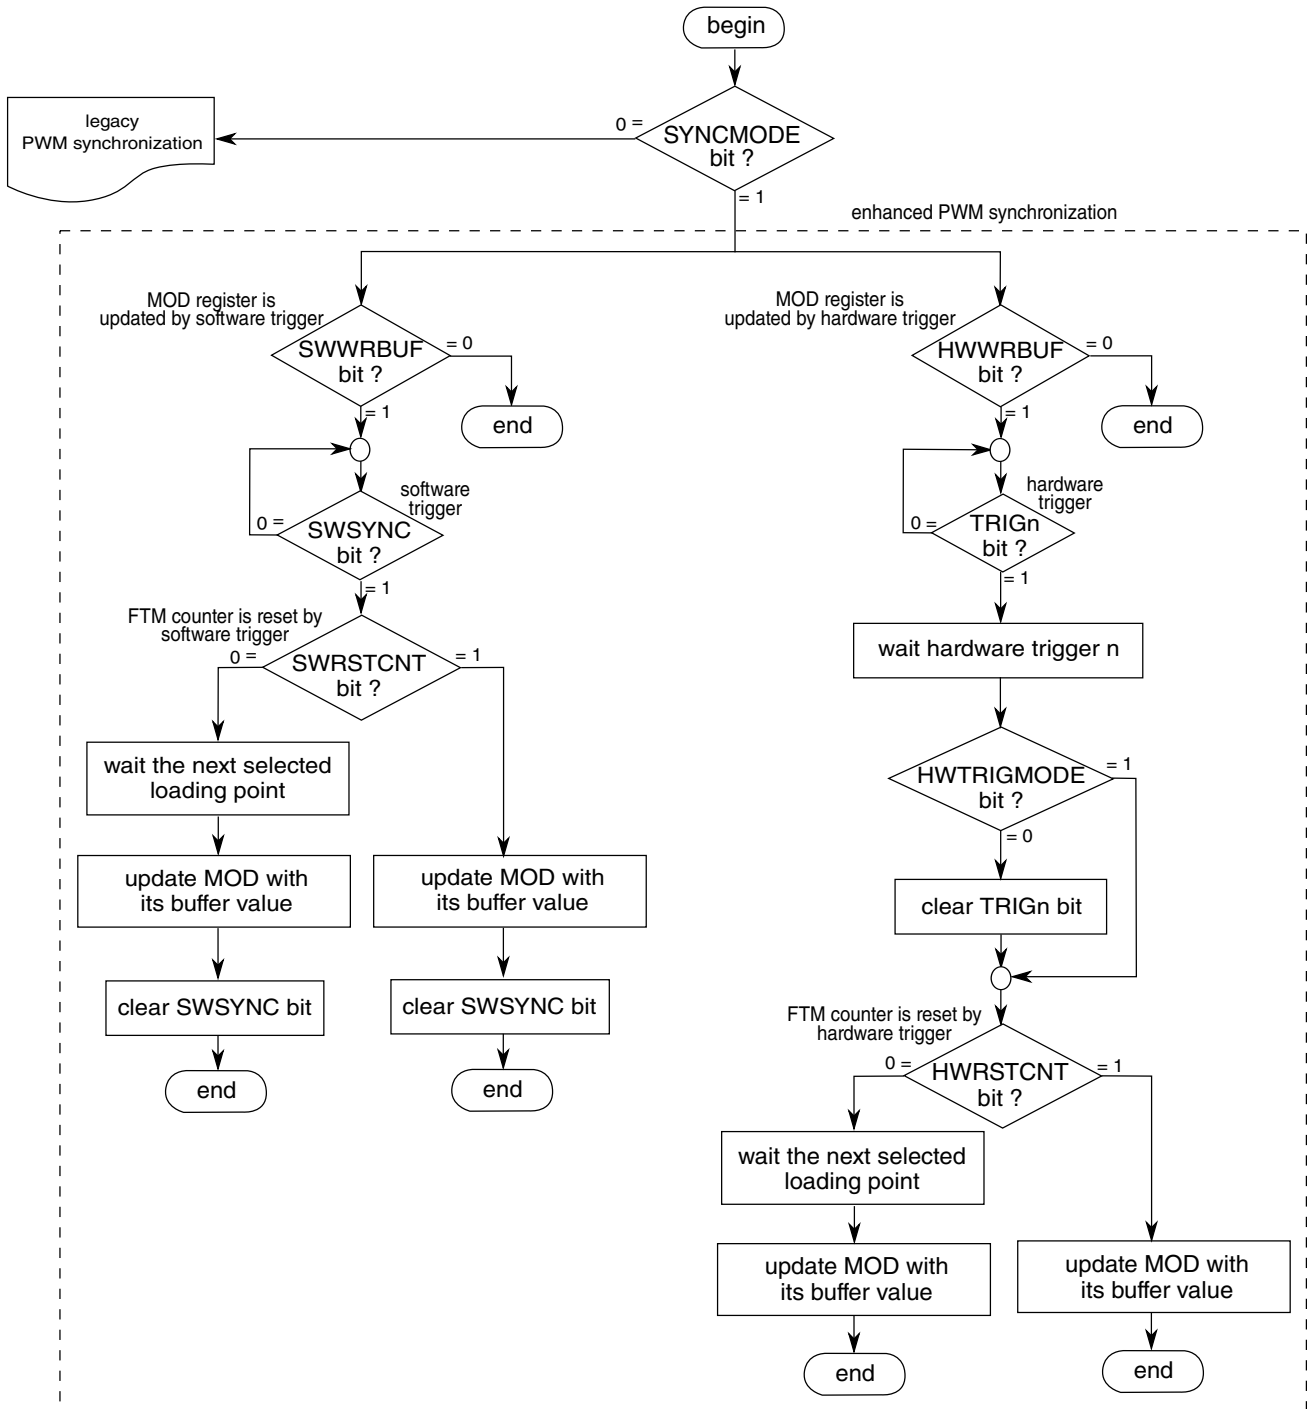 begin
legacy
PWM synchronization
0 =
SYNCMODE
bit ?
= 1
enhanced PWM synchronization
MOD register is
updated by software trigger
SWWRBUF
bit ?
= 0
end
= 1
software
trigger
0 =
SWSYNC
bit ?
= 1
FTM counter is reset by
software trigger
0 =
SWRSTCNT
bit ?
= 1
wait the next selected
loading point
update MOD with
its buffer value
clear SWSYNC bit
end
update MOD with
its buffer value
clear SWSYNC bit
end
MOD register is
updated by hardware trigger
HWWRBUF
bit ?
= 0
end
= 1
hardware
trigger
0 =
TRIGn
bit ?
= 1
wait hardware trigger n
HWTRIGMODE
bit ?
= 1
= 0
clear TRIGn bit
FTM counter is reset by
hardware trigger
0 =
HWRSTCNT
bit ?
= 1
wait the next selected
loading point
update MOD with
its buffer value
end
update MOD with
its buffer value
end